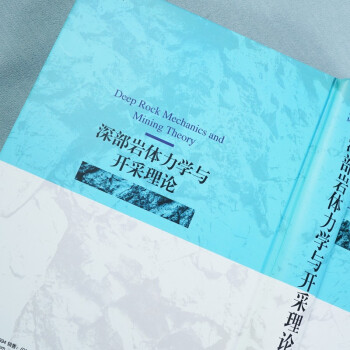 Deep Rock Mechanics and
Mining Theory
深部岩体力学与
开采理论
深部岩体力学与开采理论